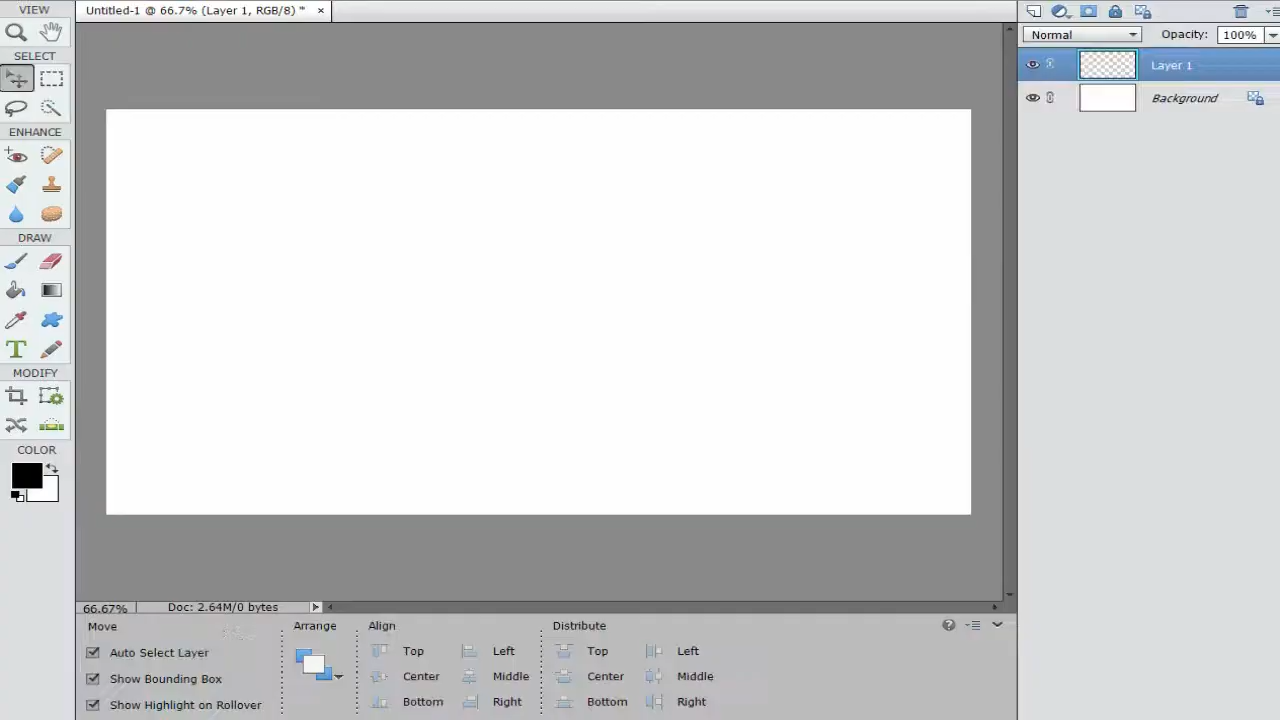 VIEW
Untitled-1 @ 66.7% (Layer 1, RGB/8) * ×
Normal Opacity: 100%
SELECT
Layer 1
Background
ENHANCE
DRAW
T
MODIFY
COLOR
66.67% Doc: 2.64M/0 bytes
Move Arrange Align Distribute
Auto Select Layer Top Left Top Left
Show Bounding Box Center Middle Center Middle
Show Highlight on Rollover Bottom Right Bottom Right